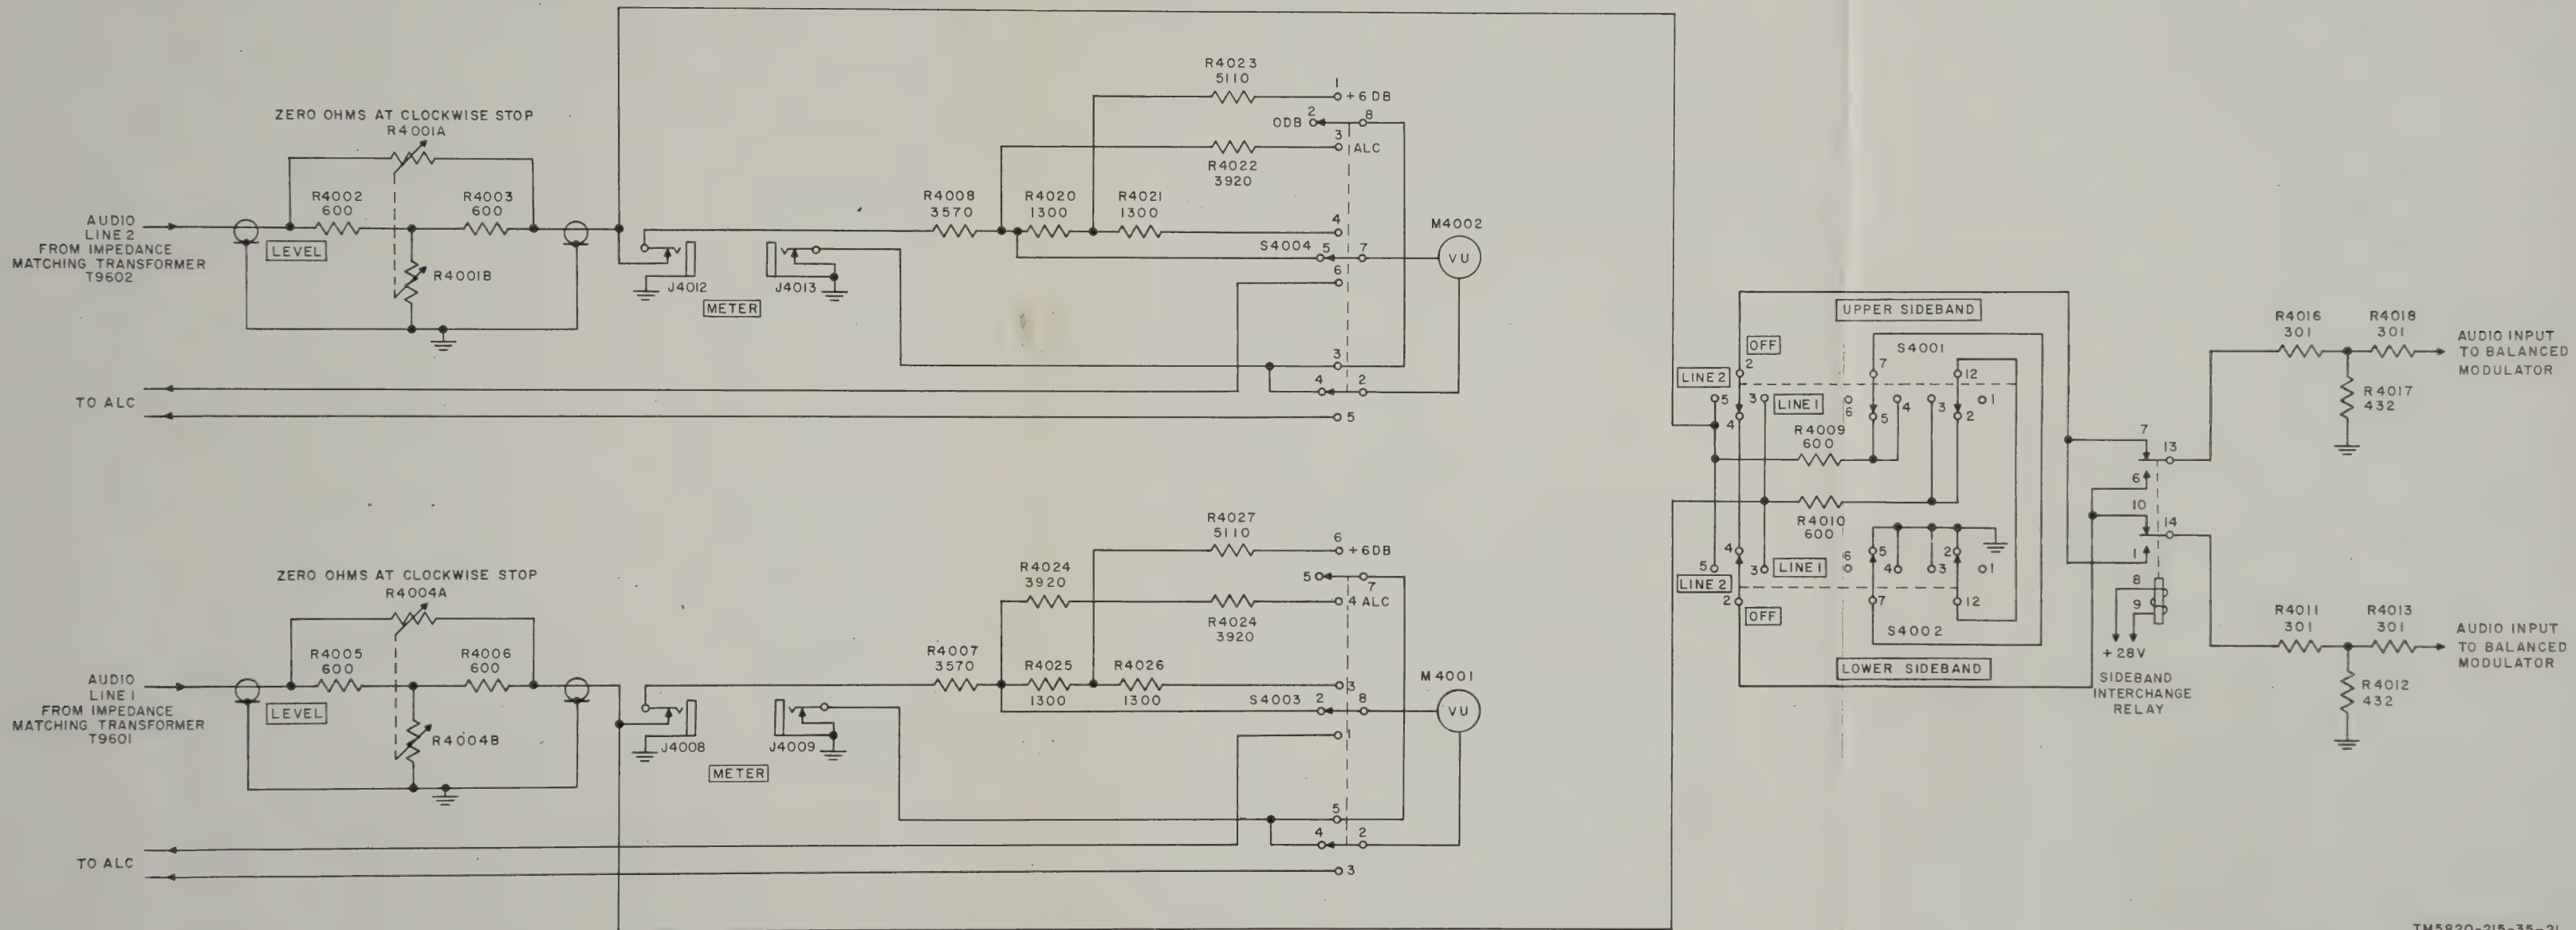 ZERO OHMS AT CLOCKWISE STOP
R4001A
R4002
600
R4003
600
AUDIO
LINE 2
FROM IMPEDANCE
MATCHING TRANSFORMER
T9602
LEVEL
R4001B
TO ALC
J4012
J4013
METER
R4008
3570
R4020
1300
R4021
1300
R4023
5110
R4022
3920
1
+6 DB
2
0DB
8
3
ALC
4
S4004
5
7
6
3
4
2
5
M4002
VU
ZERO OHMS AT CLOCKWISE STOP
R4004A
R4005
600
R4006
600
AUDIO
LINE 1
FROM IMPEDANCE
MATCHING TRANSFORMER
T9601
LEVEL
R4004B
TO ALC
J4008
J4009
METER
R4007
3570
R4024
3920
R4025
1300
R4026
1300
R4027
5110
R4024
3920
6
+6DB
5
7
4 ALC
3
S4003
2
8
1
5
4
2
3
M4001
VU
UPPER SIDEBAND
OFF
2
S4001
7
12
LINE 2
5
3
LINE 1
6
4
3
1
4
5
2
R4009
600
R4010
600
4
6
5
2
5
3
LINE 1
4
3
1
LINE 2
2
OFF
7
12
S4002
LOWER SIDEBAND
7
13
6
10
14
1
8
9
+28V
SIDEBAND
INTERCHANGE
RELAY
R4016
301
R4018
301
AUDIO INPUT
TO BALANCED
MODULATOR
R4017
432
R4011
301
R4013
301
AUDIO INPUT
TO BALANCED
MODULATOR
R4012
432
TM5820-215-35-21